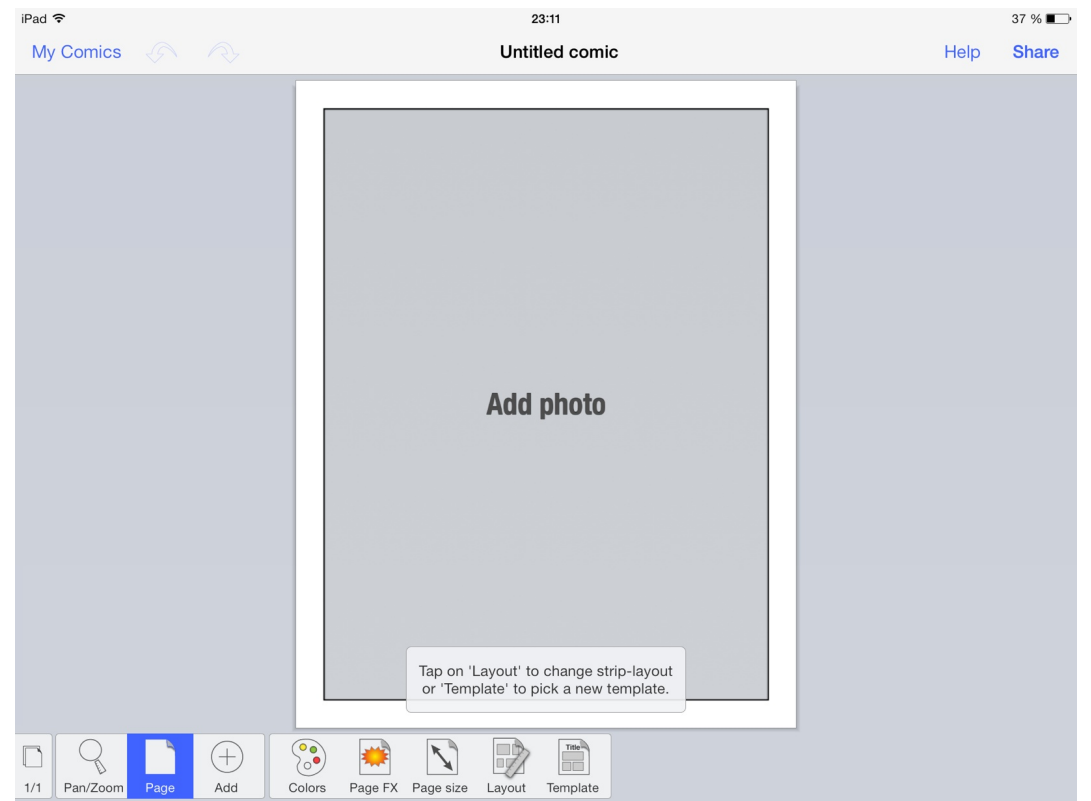 iPad 23:11 37 %
My Comics Untitled comic Help Share
Add photo
Tap on 'Layout' to change strip-layout
or 'Template' to pick a new template.
Title
1/1 Pan/Zoom Page Add Colors Page FX Page size Layout Template